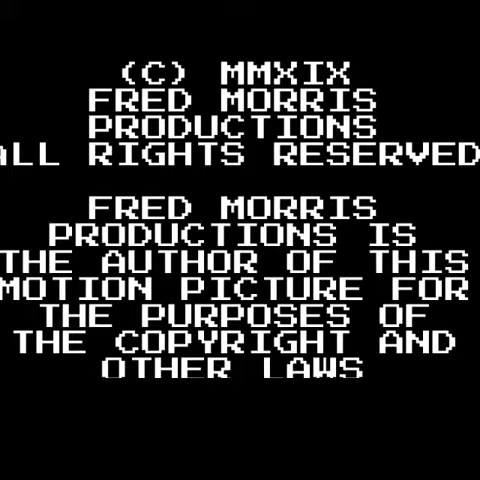 (C) MMXIX
FRED MORRIS
PRODUCTIONS
ALL RIGHTS RESERVED
FRED MORRIS
PRODUCTIONS IS
THE AUTHOR OF THIS
MOTION PICTURE FOR
THE PURPOSES OF
THE COPYRIGHT AND
OTHER LAWS